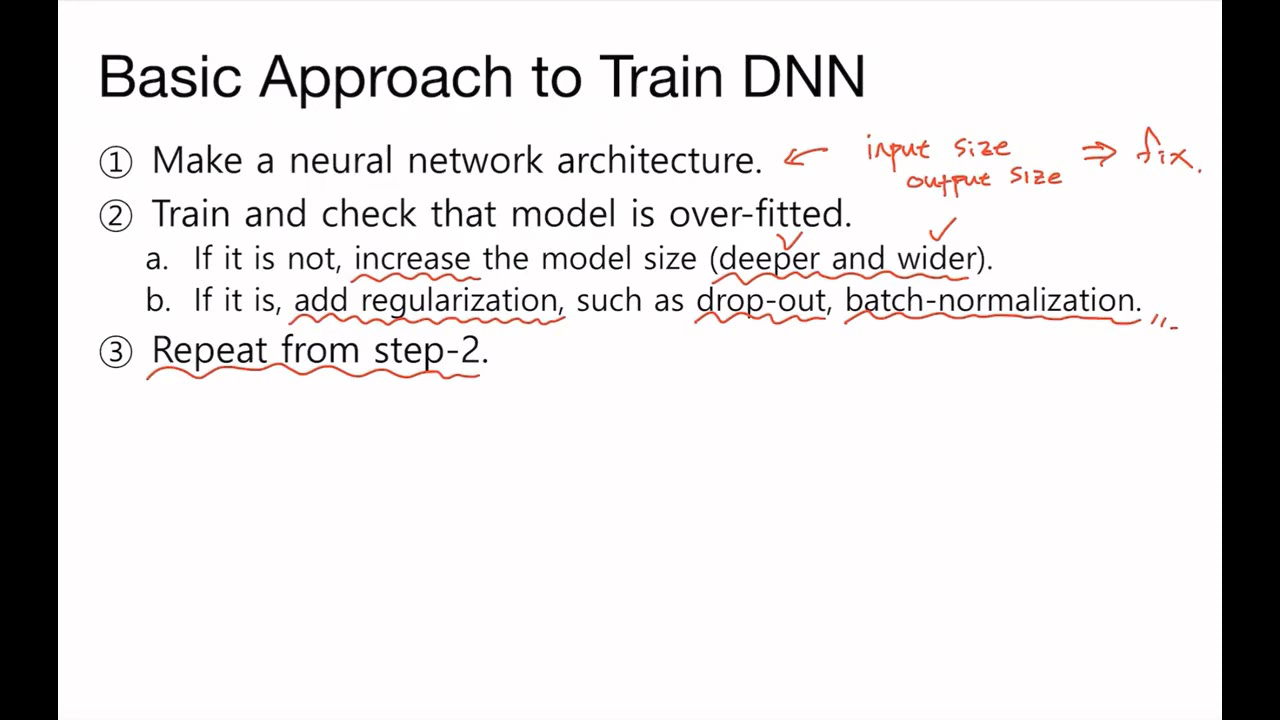 Basic Approach to Train DNN
① Make a neural network architecture. ← input size ⇒ fix.
output size
② Train and check that model is over-fitted.
a. If it is not, increase the model size (deeper and wider).
b. If it is, add regularization, such as drop-out, batch-normalization.
③ Repeat from step-2.